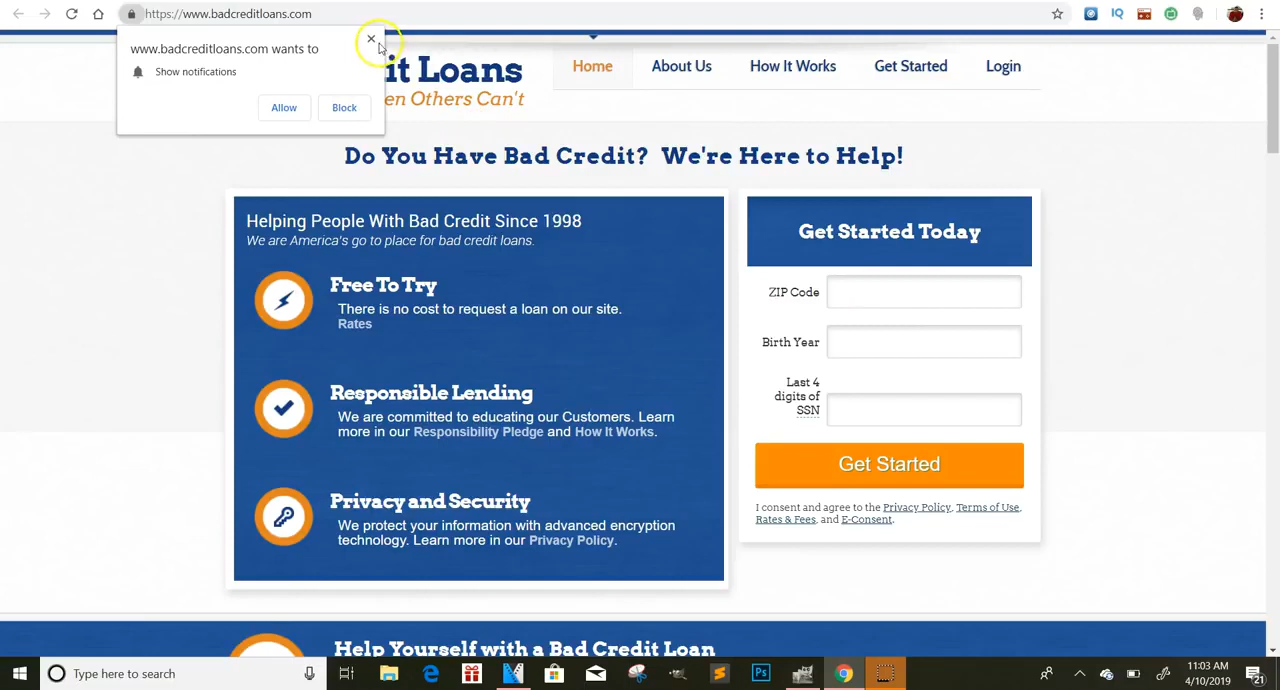 https://www.badcreditloans.com
www.badcreditloans.com wants to
Show notifications
Allow
Block
it Loans
en Others Can't
Home
About Us
How It Works
Get Started
Login
Do You Have Bad Credit? We're Here to Help!
Helping People With Bad Credit Since 1998
We are America's go to place for bad credit loans.
Free To Try
There is no cost to request a loan on our site.
Rates
Responsible Lending
We are committed to educating our Customers. Learn
more in our Responsibility Pledge and How It Works.
Privacy and Security
We protect your information with advanced encryption
technology. Learn more in our Privacy Policy.
Get Started Today
ZIP Code
Birth Year
Last 4
digits of
SSN
Get Started
I consent and agree to the Privacy Policy, Terms of Use,
Rates & Fees, and E-Consent.
Help Yourself with a Bad Credit Loan
Type here to search
Ps
11:03 AM
4/10/2019
21